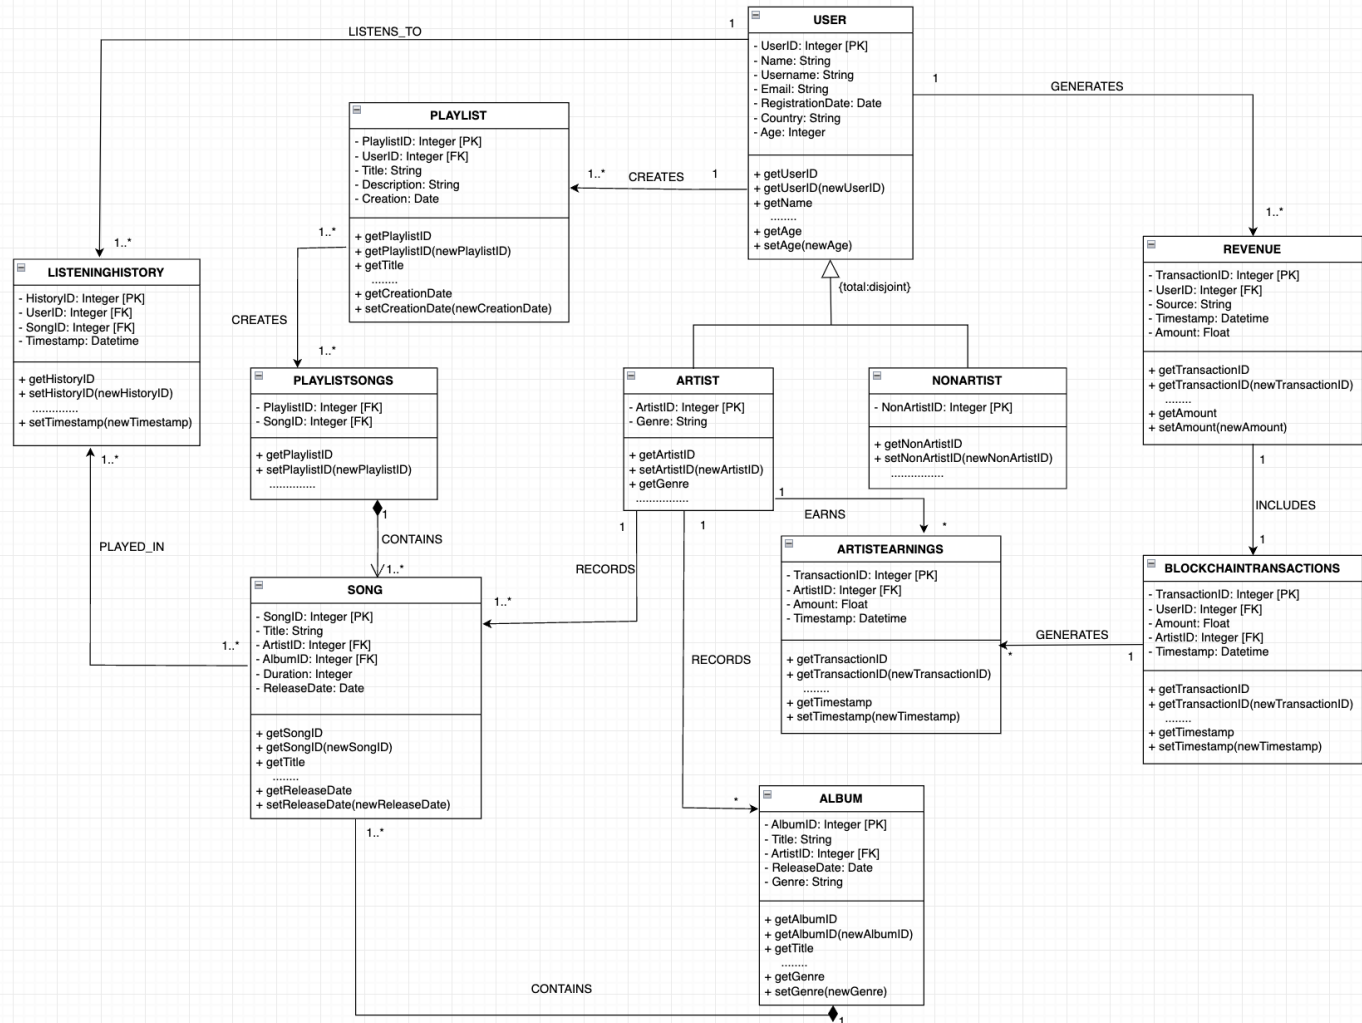 LISTENS_TO
1
1..*
USER
- UserID: Integer [PK]
- Name: String
- Username: String
- Email: String
- RegistrationDate: Date
- Country: String
- Age: Integer
+ getUserID
+ getUserID(newUserID)
+ getName
........
+ getAge
+ setAge(newAge)
1
GENERATES
1..*
PLAYLIST
- PlaylistID: Integer [PK]
- UserID: Integer [FK]
- Title: String
- Description: String
- Creation: Date
+ getPlaylistID
+ getPlaylistID(newPlaylistID)
+ getTitle
........
+ getCreationDate
+ setCreationDate(newCreationDate)
1..*
CREATES
1
{total:disjoint}
LISTENINGHISTORY
- HistoryID: Integer [PK]
- UserID: Integer [FK]
- SongID: Integer [FK]
- Timestamp: Datetime
+ getHistoryID
+ setHistoryID(newHistoryID)
..............
+ setTimestamp(newTimestamp)
1..*
CREATES
1..*
REVENUE
- TransactionID: Integer [PK]
- UserID: Integer [FK]
- Source: String
- Timestamp: Datetime
- Amount: Float
+ getTransactionID
+ getTransactionID(newTransactionID)
........
+ getAmount
+ setAmount(newAmount)
PLAYLISTSONGS
- PlaylistID: Integer [FK]
- SongID: Integer [FK]
+ getPlaylistID
+ setPlaylistID(newPlaylistID)
..............
ARTIST
- ArtistID: Integer [PK]
- Genre: String
+ getArtistID
+ setArtistID(newArtistID)
+ getGenre
................
NONARTIST
- NonArtistID: Integer [PK]
+ getNonArtistID
+ setNonArtistID(newNonArtistID)
................
1..*
PLAYED_IN
1..*
1
CONTAINS
1..*
1
RECORDS
1..*
1
RECORDS
*
1
EARNS
*
1
INCLUDES
1
SONG
- SongID: Integer [PK]
- Title: String
- ArtistID: Integer [FK]
- AlbumID: Integer [FK]
- Duration: Integer
- ReleaseDate: Date
+ getSongID
+ getSongID(newSongID)
+ getTitle
........
+ getReleaseDate
+ setReleaseDate(newReleaseDate)
ARTISTEARNINGS
- TransactionID: Integer [PK]
- ArtistID: Integer [FK]
- Amount: Float
- Timestamp: Datetime
+ getTransactionID
+ getTransactionID(newTransactionID)
........
+ getTimestamp
+ setTimestamp(newTimestamp)
GENERATES
*
1
BLOCKCHAINTRANSACTIONS
- TransactionID: Integer [PK]
- UserID: Integer [FK]
- Amount: Float
- ArtistID: Integer [FK]
- Timestamp: Datetime
+ getTransactionID
+ getTransactionID(newTransactionID)
........
+ getTimestamp
+ setTimestamp(newTimestamp)
ALBUM
- AlbumID: Integer [PK]
- Title: String
- ArtistID: Integer [FK]
- ReleaseDate: Date
- Genre: String
+ getAlbumID
+ getAlbumID(newAlbumID)
+ getTitle
........
+ getGenre
+ setGenre(newGenre)
1..*
CONTAINS
1